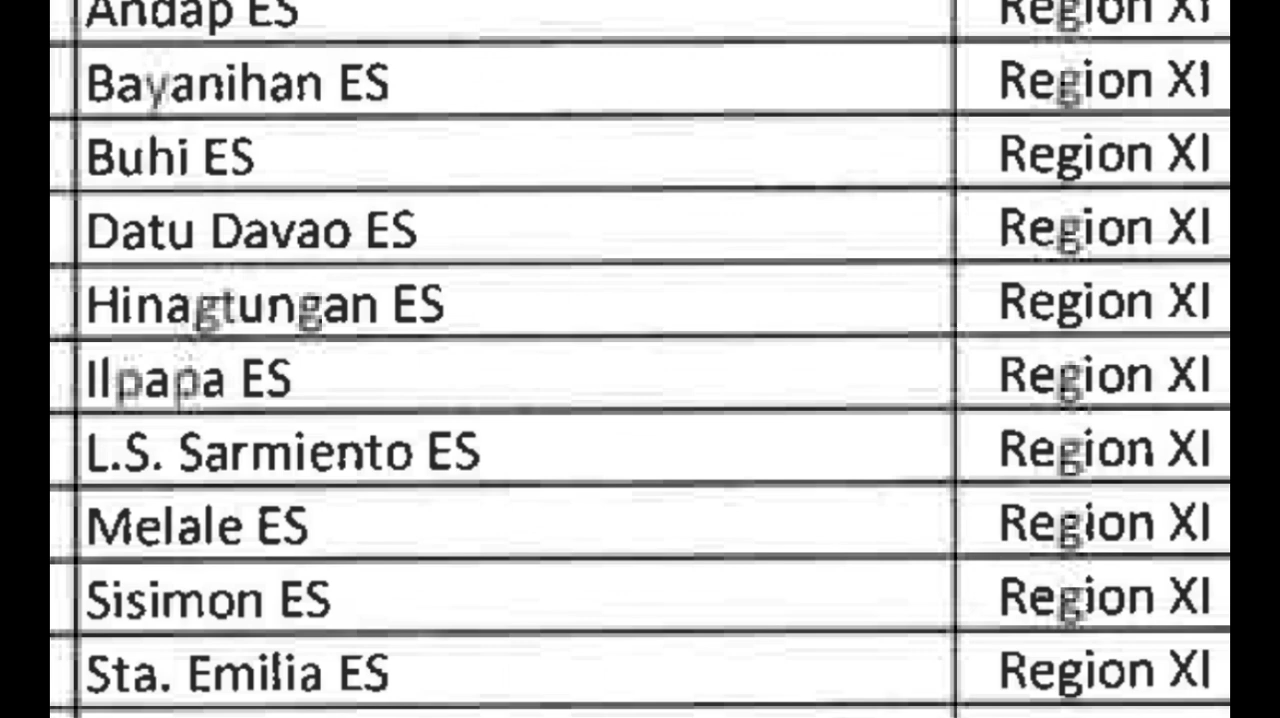 Andap ES Region XI
Bayanihan ES Region XI
Buhi ES Region XI
Datu Davao ES Region XI
Hinagtungan ES Region XI
Ilpapa ES Region XI
L.S. Sarmiento ES Region XI
Melale ES Region XI
Sisimon ES Region XI
Sta. Emilia ES Region XI